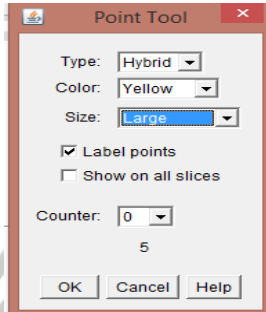 Point Tool
Type: Hybrid
Color: Yellow
Size: Large
Label points
Show on all slices
Counter: 0
5
OK Cancel Help